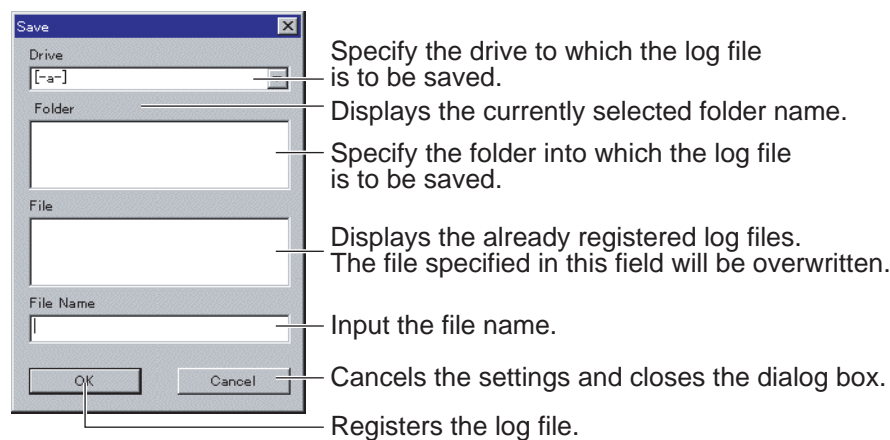 Save
Drive
[-a-]
Specify the drive to which the log file
is to be saved.
Folder
Displays the currently selected folder name.
Specify the folder into which the log file
is to be saved.
File
Displays the already registered log files.
The file specified in this field will be overwritten.
File Name
Input the file name.
OK
Cancel
Cancels the settings and closes the dialog box.
Registers the log file.